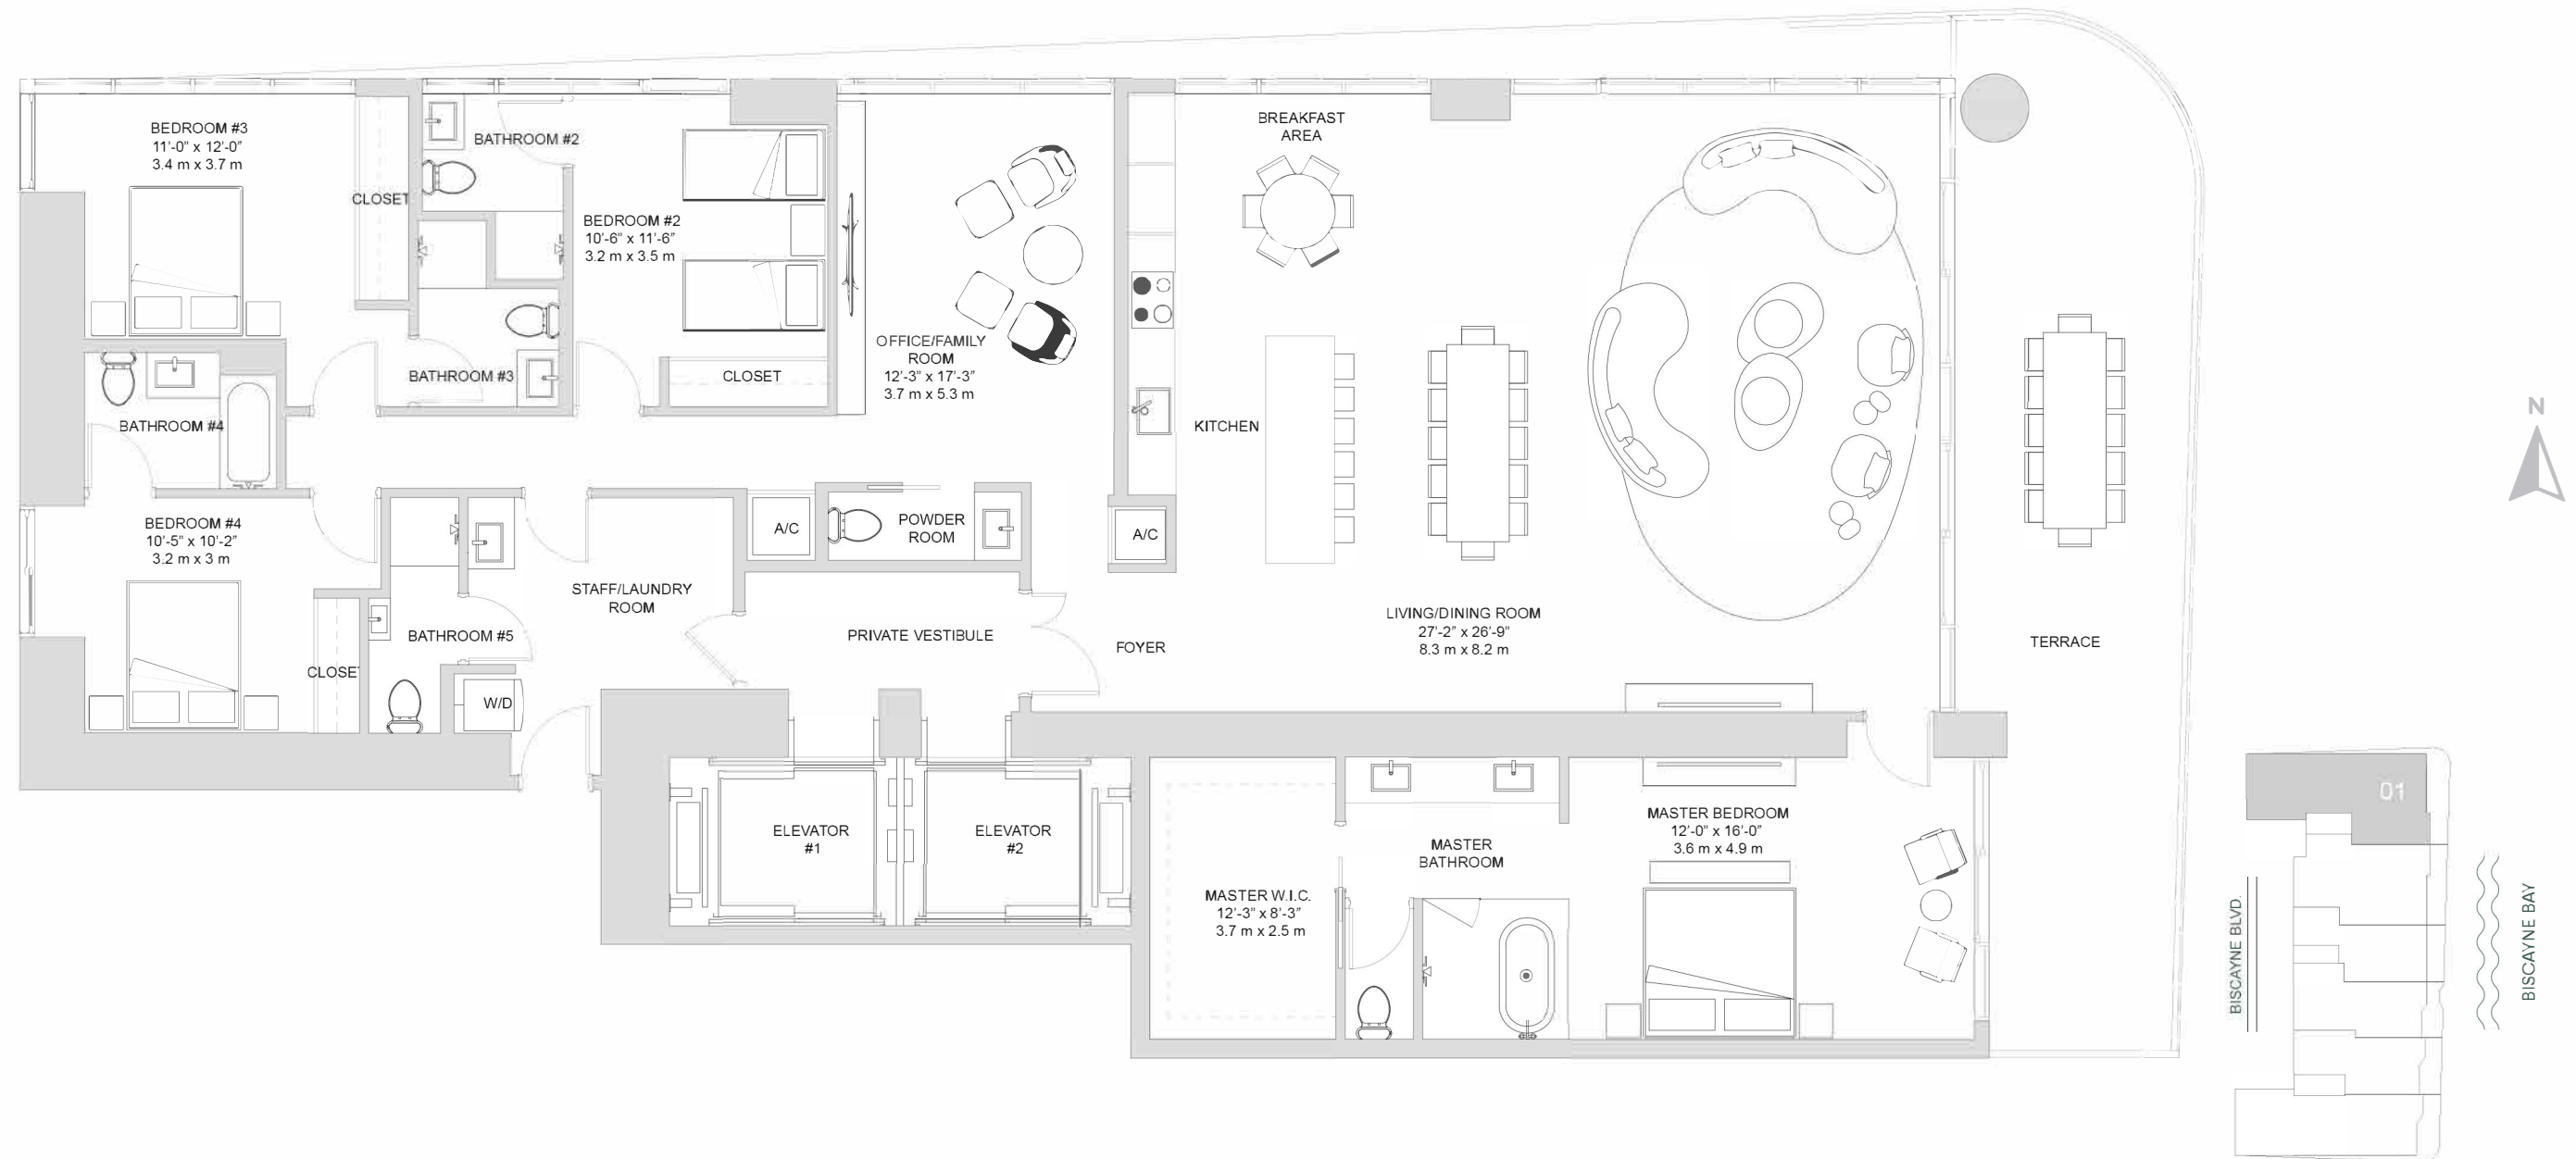 BEDROOM #3
11'-0" x 12'-0"
3.4 m x 3.7 m
CLOSET
BATHROOM #2
BEDROOM #2
10'-6" x 11'-6"
3.2 m x 3.5 m
CLOSET
BATHROOM #3
OFFICE/FAMILY
ROOM
12'-3" x 17'-3"
3.7 m x 5.3 m
BREAKFAST
AREA
KITCHEN
BATHROOM #4
BEDROOM #4
10'-5" x 10'-2"
3.2 m x 3 m
CLOSE
BATHROOM #5
W/D
STAFF/LAUNDRY
ROOM
A/C
POWDER
ROOM
PRIVATE VESTIBULE
A/C
FOYER
LIVING/DINING ROOM
27'-2" x 26'-9"
8.3 m x 8.2 m
TERRACE
ELEVATOR
#1
ELEVATOR
#2
MASTER W.I.C.
12'-3" x 8'-3"
3.7 m x 2.5 m
MASTER
BATHROOM
MASTER BEDROOM
12'-0" x 16'-0"
3.6 m x 4.9 m
N
01
BISCAYNE BLVD.
BISCAYNE BAY